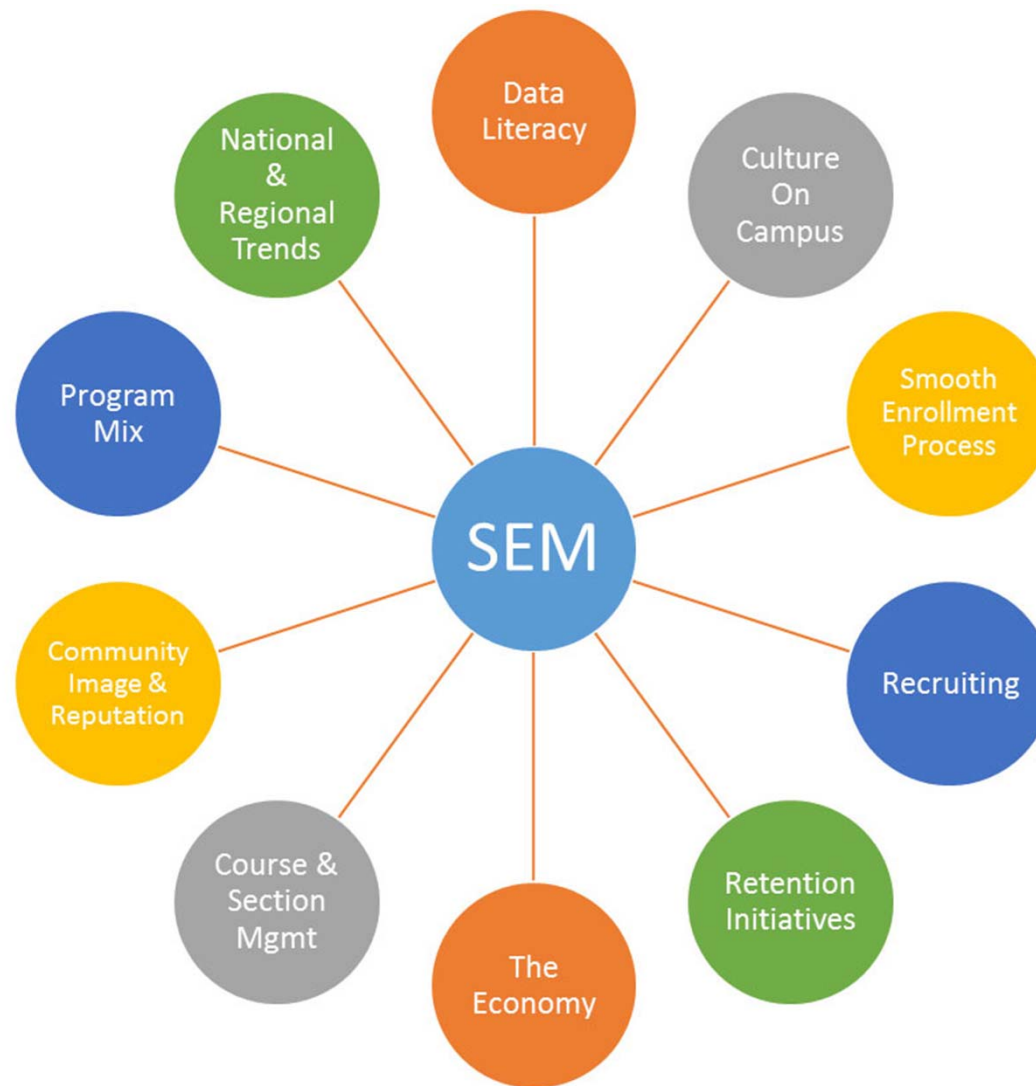 Data
Literacy
Culture
On
Campus
Smooth
Enrollment
Process
Recruiting
Retention
Initiatives
The
Economy
Course &
Section
Mgmt
Community
Image &
Reputation
Program
Mix
National
&
Regional
Trends
SEM